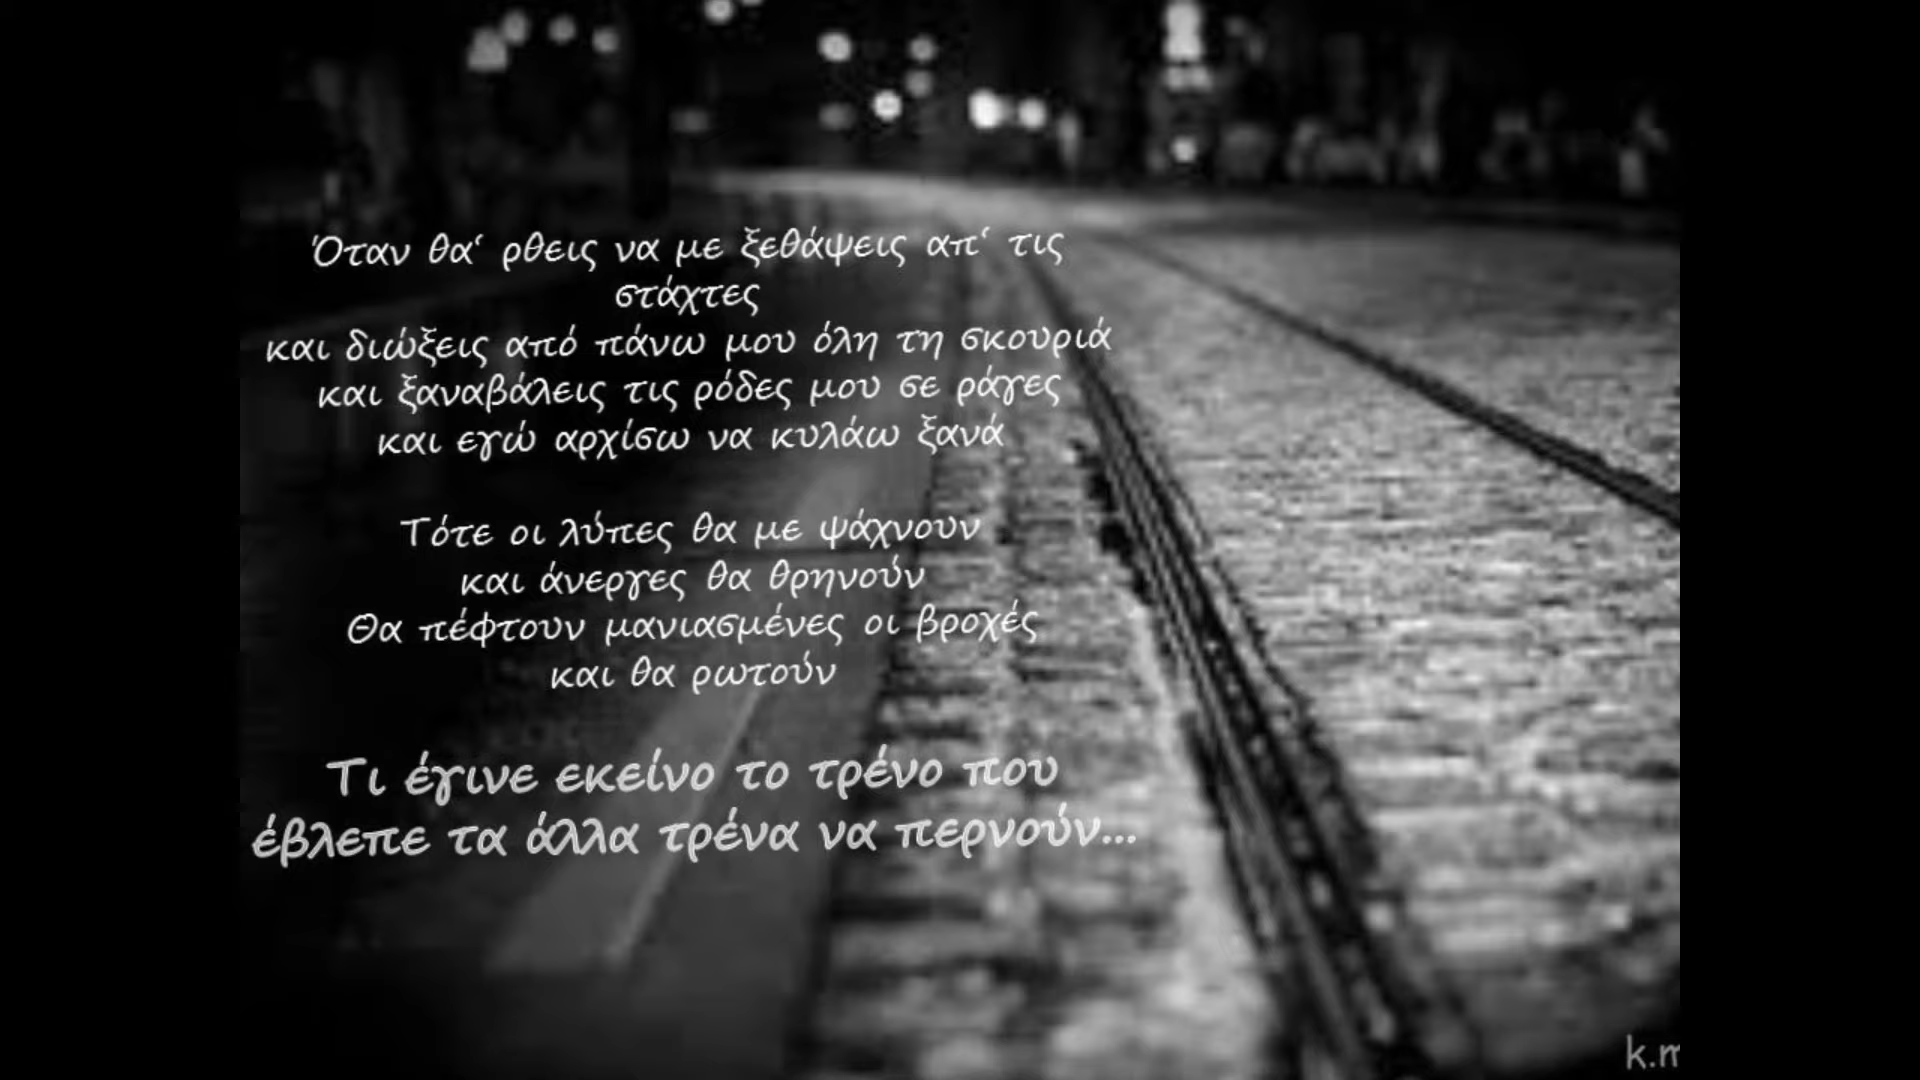 Όταν θα‘ ρθεις να με ξεθάψεις απ‘ τις
στάχτες
και διώξεις από πάνω μου όλη τη σκουριά
και ξαναβάλεις τις ρόδες μου σε ράγες
και εγώ αρχίσω να κυλάω ξανά
Τότε οι λύπες θα με ψάχνουν
και άνεργες θα θρηνούν
Θα πέφτουν μανιασμένες οι βροχές
και θα ρωτούν
Τι έγινε εκείνο το τρένο που
έβλεπε τα άλλα τρένα να περνούν...
k.m